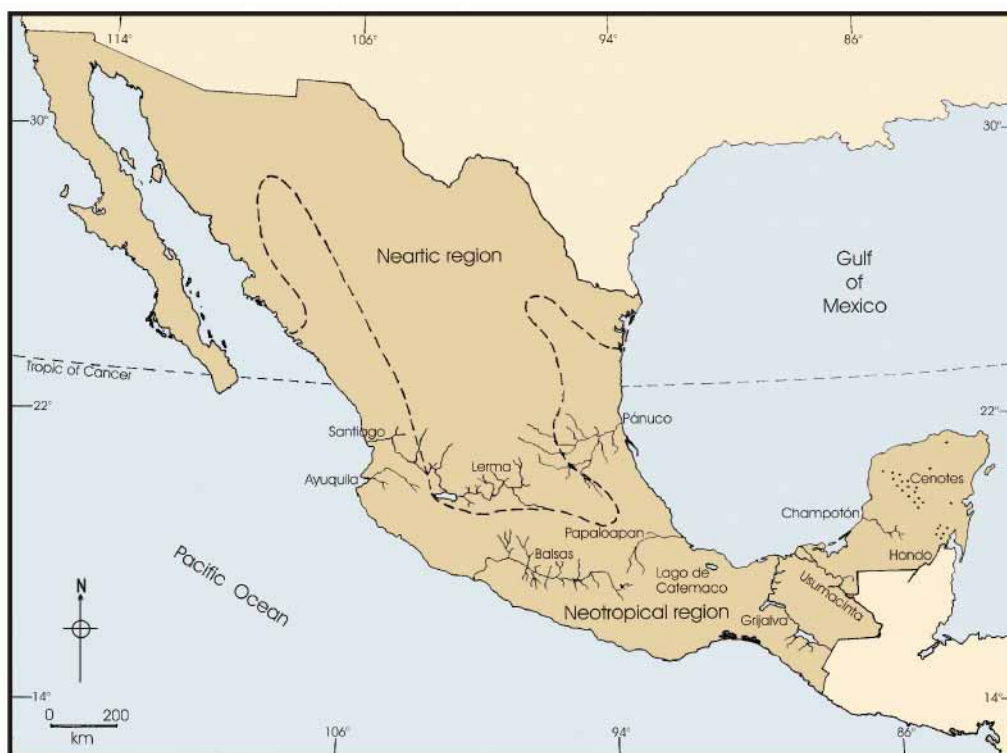 114°
106°
94°
86°
30°
30°
Neartic region
Gulf
of
Mexico
Tropic of Cancer
22°
22°
Santiago
Pánuco
Lerma
Ayuquila
Cenotes
Champotón
Papaloapan
Hondo
Balsas
Lago de
Catemaco
Usumacinta
Pacific Ocean
Neotropical region
Grijalva
N
14°
14°
0 200
km
106°
94°
86°